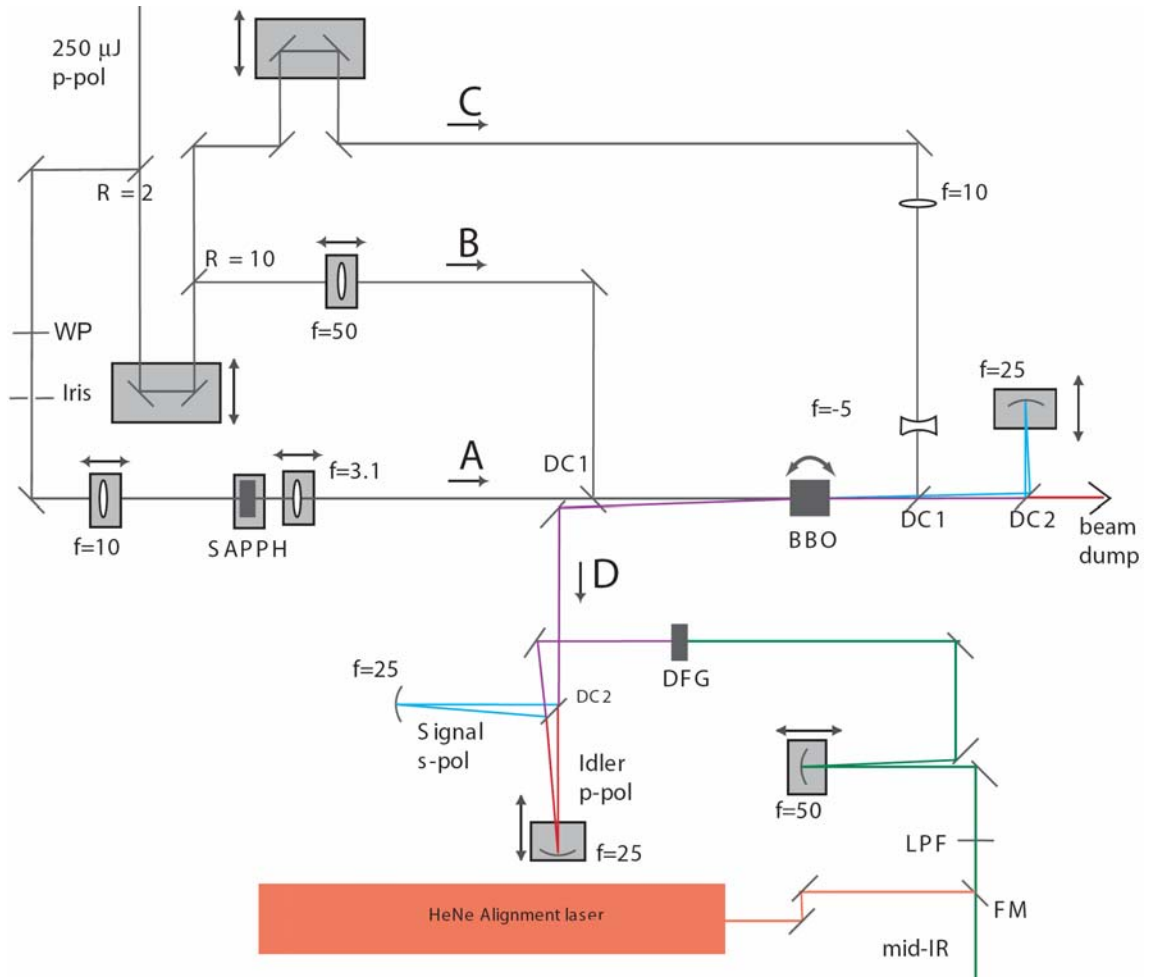 250 μJ
p-pol
C
R = 2
f=10
B
R = 10
f=50
WP
Iris
f=25
f=-5
A
DC1
f=3.1
f=10
SAPPH
BBO
DC1
DC2
beam
dump
D
DFG
f=25
DC2
Signal
s-pol
Idler
p-pol
f=50
f=25
LPF
HeNe Alignment laser
FM
mid-IR